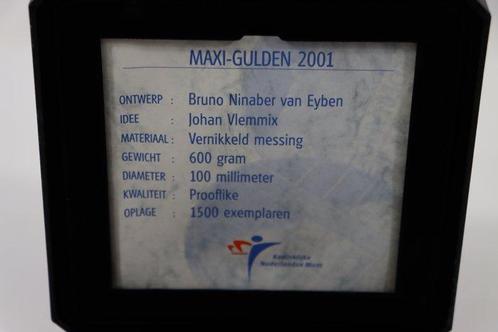 MAXI-GULDEN 2001
ONTWERP : Bruno Ninaber van Eyben
IDEE : Johan Vlemmix
MATERIAAL : Vernikkeld messing
GEWICHT : 600 gram
DIAMETER : 100 millimeter
KWALITEIT : Prooflike
OPLAGE : 1500 exemplaren
Koninklijke
Nederlandse Munt